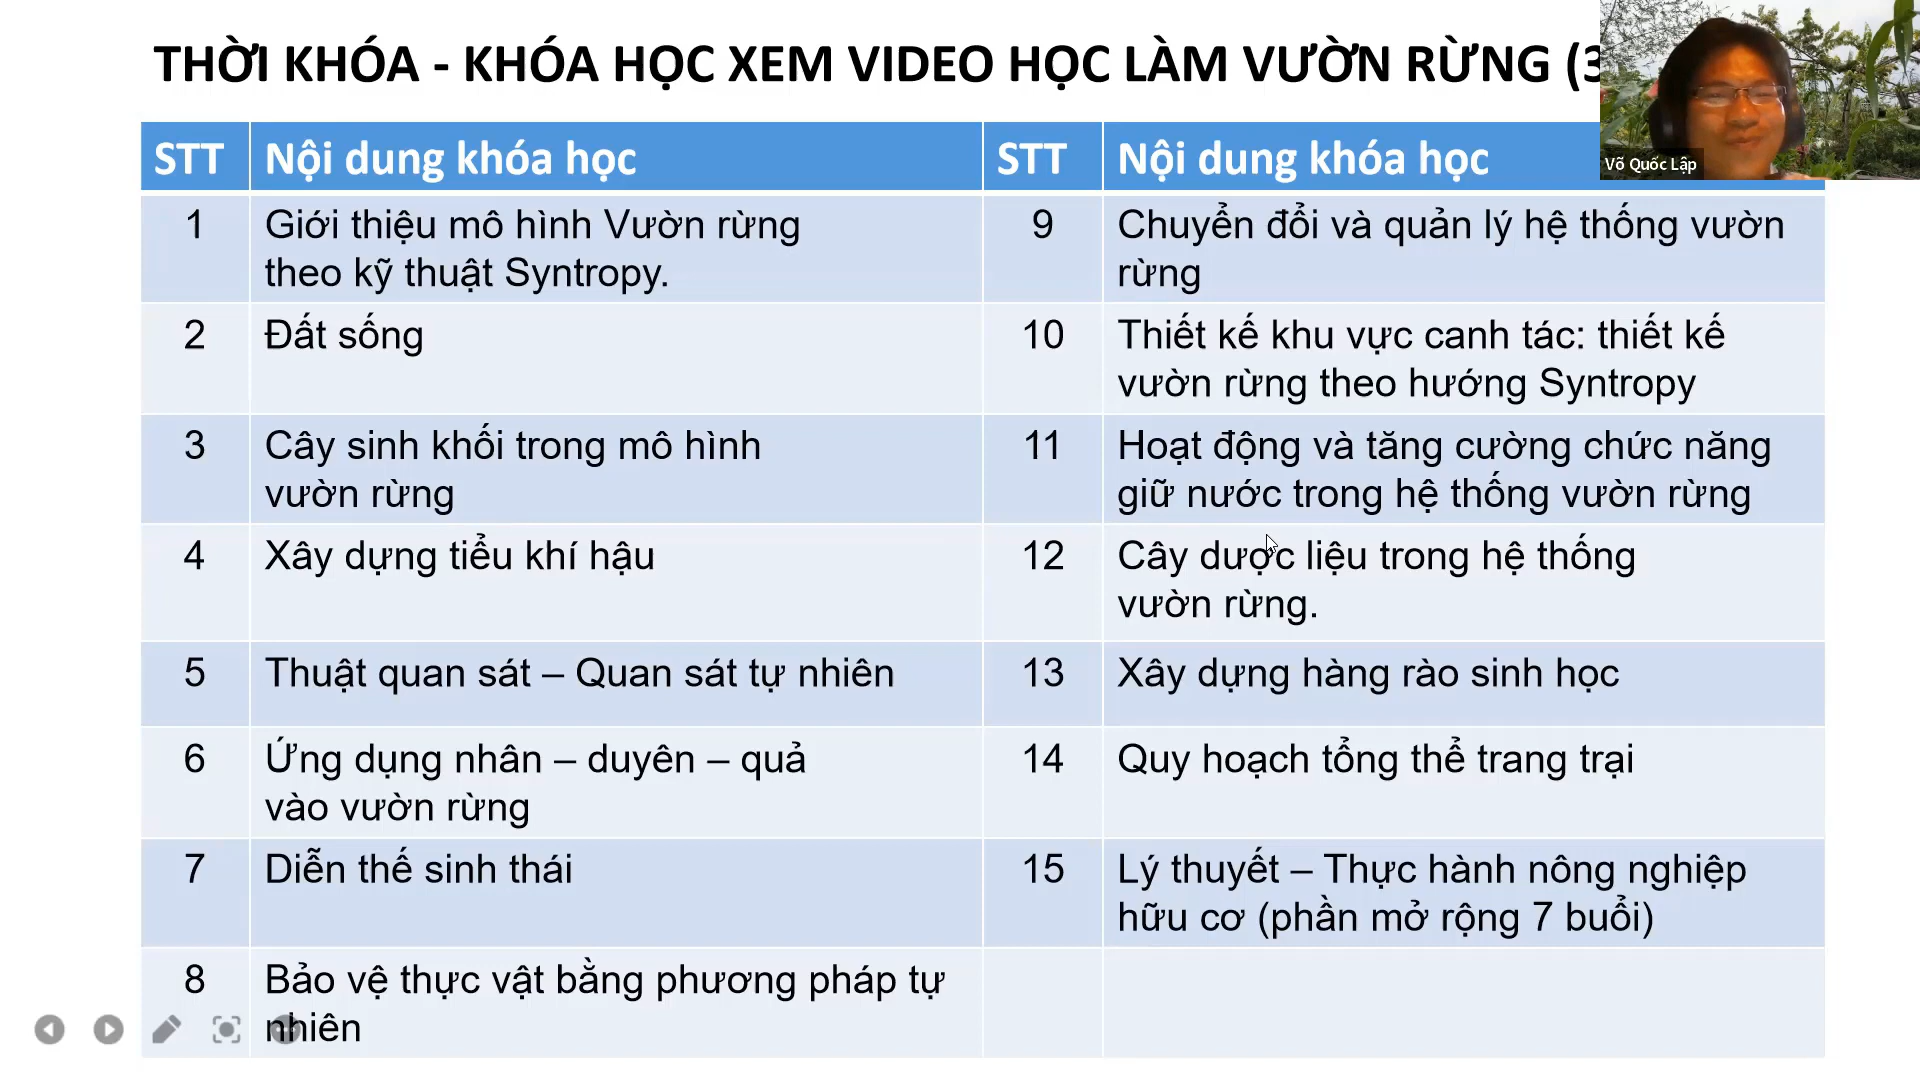 THỜI KHÓA - KHÓA HỌC XEM VIDEO HỌC LÀM VƯỜN RỪNG (3
Võ Quốc Lập
STT Nội dung khóa học STT Nội dung khóa học
1 Giới thiệu mô hình Vườn rừng
theo kỹ thuật Syntropy.
9 Chuyển đổi và quản lý hệ thống vườn
rừng
2 Đất sống
10 Thiết kế khu vực canh tác: thiết kế
vườn rừng theo hướng Syntropy
3 Cây sinh khối trong mô hình
vườn rừng
11 Hoạt động và tăng cường chức năng
giữ nước trong hệ thống vườn rừng
4 Xây dựng tiểu khí hậu
12 Cây dược liệu trong hệ thống
vườn rừng.
5 Thuật quan sát – Quan sát tự nhiên
13 Xây dựng hàng rào sinh học
6 Ứng dụng nhân – duyên – quả
vào vườn rừng
14 Quy hoạch tổng thể trang trại
7 Diễn thế sinh thái
15 Lý thuyết – Thực hành nông nghiệp
hữu cơ (phần mở rộng 7 buổi)
8 Bảo vệ thực vật bằng phương pháp tự
nhiên